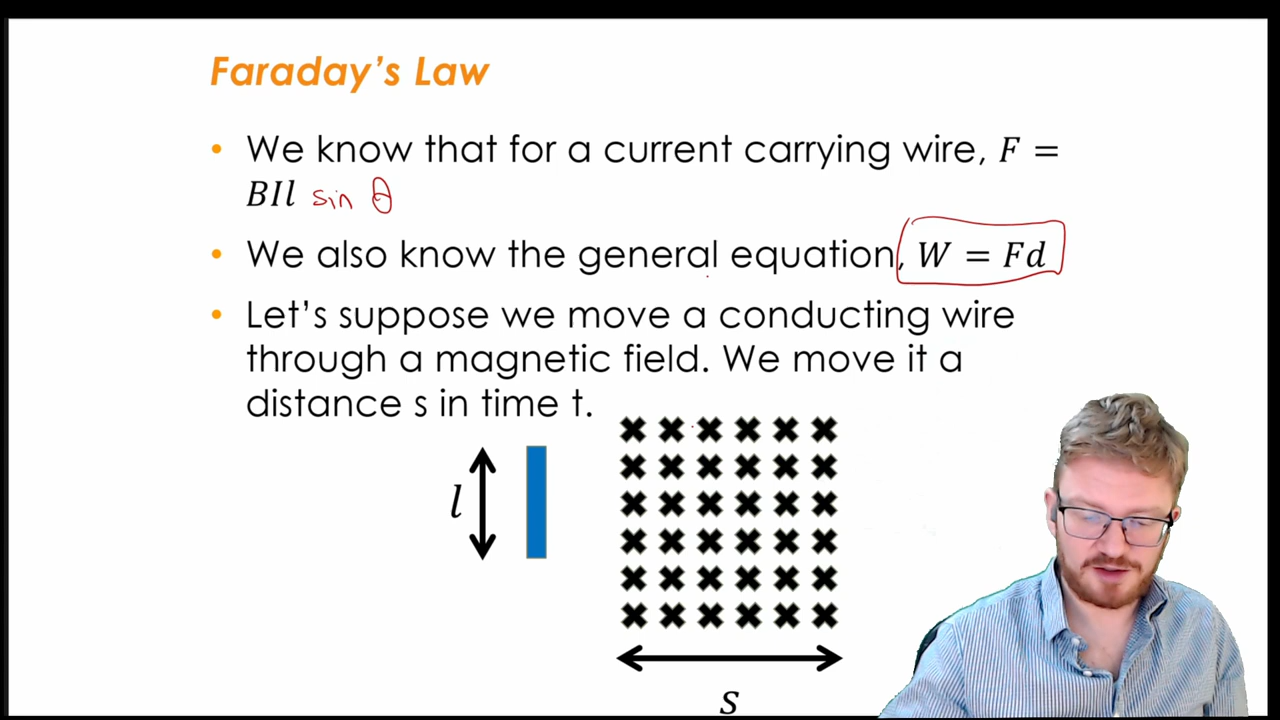 Faraday's Law
• We know that for a current carrying wire, F =
BIl sin θ
• We also know the general equation, W = Fd
• Let's suppose we move a conducting wire
through a magnetic field. We move it a
distance s in time t.
l
s